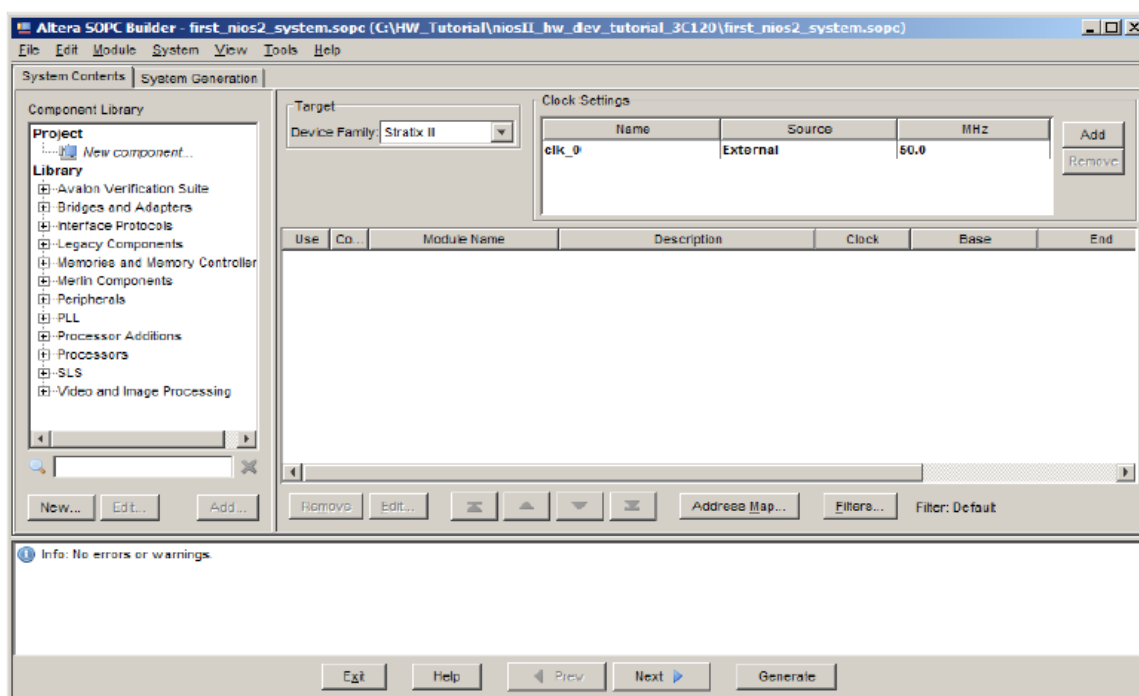 Altera SOPC Builder - first_nios2_system.sopc (C:\HW_Tutorial\niosII_hw_dev_tutorial_3C120\first_nios2_system.sopc)
File Edit Module System View Tools Help
System Contents System Generation
Component Library
Project
New component...
Library
Avalon Verification Suite
Bridges and Adapters
Interface Protocols
Legacy Components
Memories and Memory Controller
Merlin Components
Peripherals
PLL
Processor Additions
Processors
SLS
Video and Image Processing
New... Edit... Add...
Target
Device Family: Stratix II
Clock Settings
Name Source MHz
clk_0 External 50.0
Add
Remove
Use Co... Module Name Description Clock Base End
Remove Edit... Address Map... Filters... Filter: Default
Info: No errors or warnings.
Exit Help Prev Next Generate